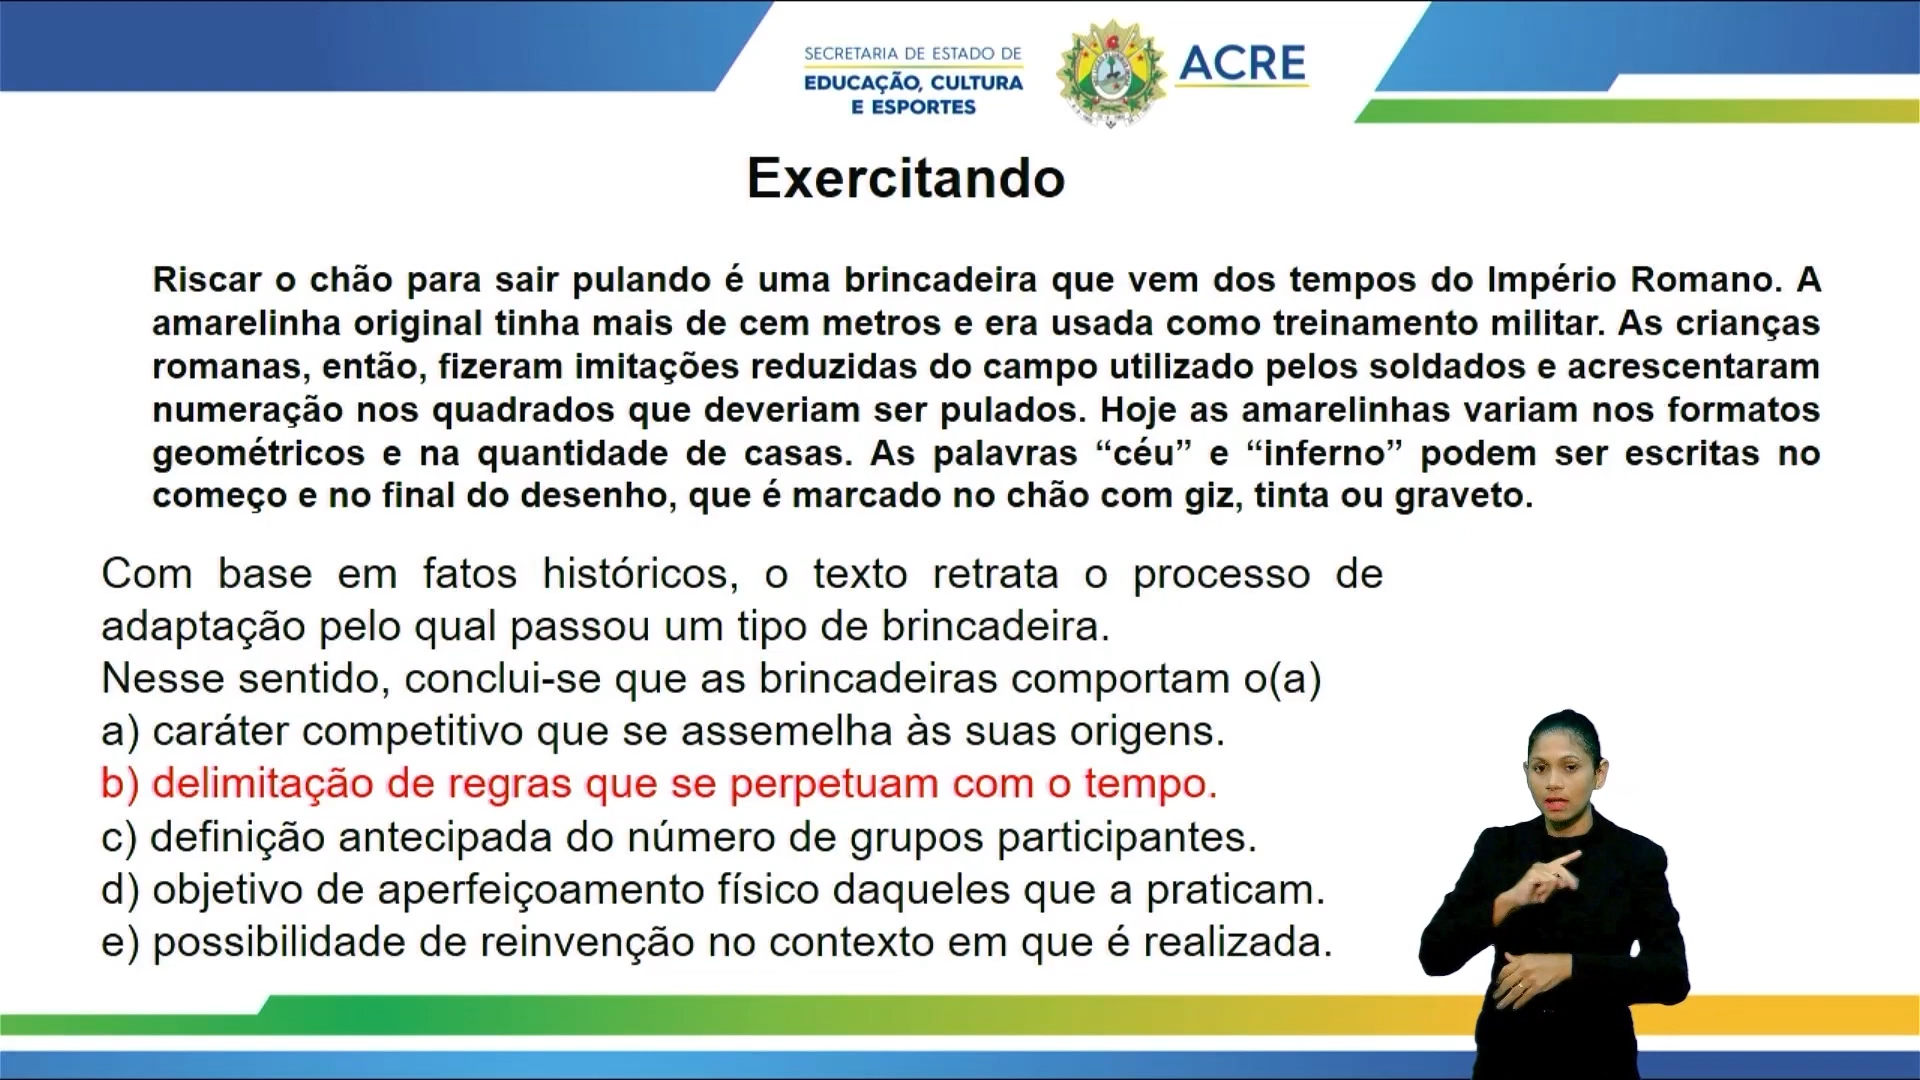 SECRETARIA DE ESTADO DE
EDUCAÇÃO, CULTURA
E ESPORTES
ACRE
Exercitando
Riscar o chão para sair pulando é uma brincadeira que vem dos tempos do Império Romano. A
amarelinha original tinha mais de cem metros e era usada como treinamento militar. As crianças
romanas, então, fizeram imitações reduzidas do campo utilizado pelos soldados e acrescentaram
numeração nos quadrados que deveriam ser pulados. Hoje as amarelinhas variam nos formatos
geométricos e na quantidade de casas. As palavras “céu” e “inferno” podem ser escritas no
começo e no final do desenho, que é marcado no chão com giz, tinta ou graveto.
Com base em fatos históricos, o texto retrata o processo de
adaptação pelo qual passou um tipo de brincadeira.
Nesse sentido, conclui-se que as brincadeiras comportam o(a)
a) caráter competitivo que se assemelha às suas origens.
b) delimitação de regras que se perpetuam com o tempo.
c) definição antecipada do número de grupos participantes.
d) objetivo de aperfeiçoamento físico daqueles que a praticam.
e) possibilidade de reinvenção no contexto em que é realizada.